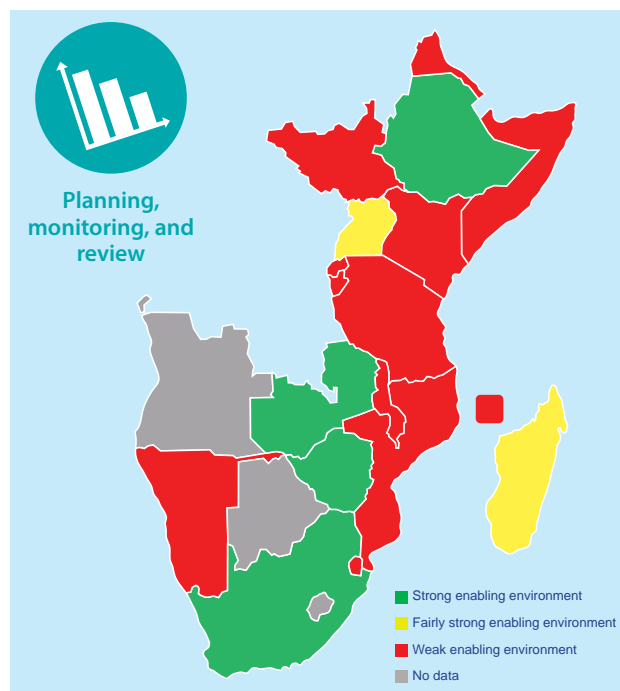 Planning,
monitoring, and
review
Strong enabling environment
Fairly strong enabling environment
Weak enabling environment
No data